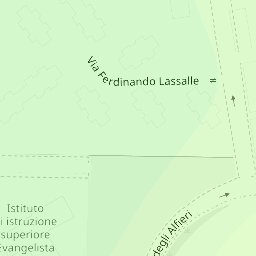 Via Ferdinando Lassalle
degli Alfieri
Istituto
i istruzione
superiore
Evangelista